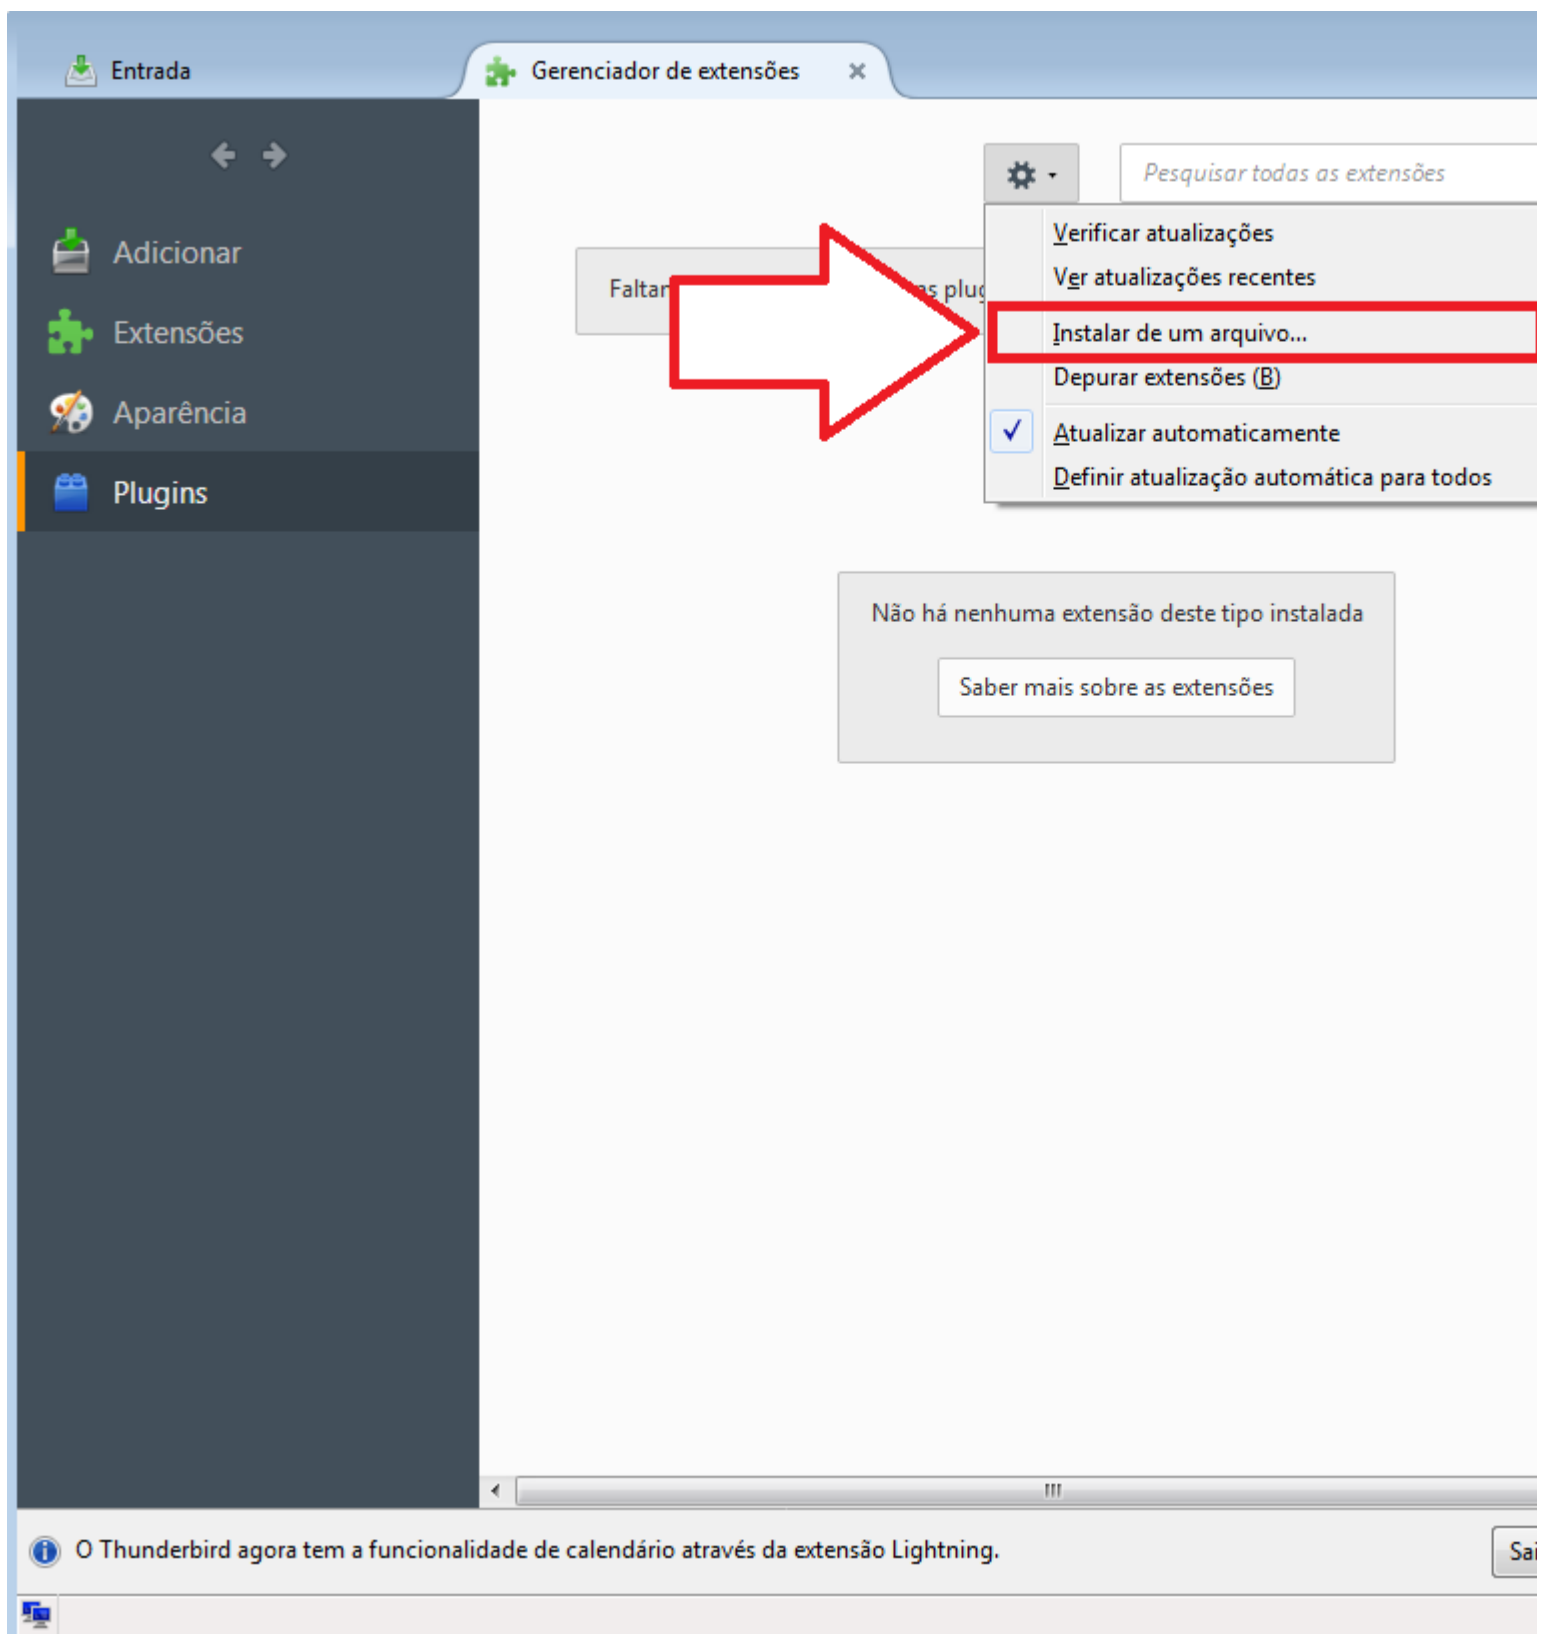 Entrada
Gerenciador de extensões
Pesquisar todas as extensões
Adicionar
Extensões
Aparência
Plugins
plug
Verificar atualizações
Ver atualizações recentes
Instalar de um arquivo...
Depurar extensões (B)
Atualizar automaticamente
Definir atualização automática para todos
Não há nenhuma extensão deste tipo instalada
Saber mais sobre as extensões
O Thunderbird agora tem a funcionalidade de calendário através da extensão Lightning.